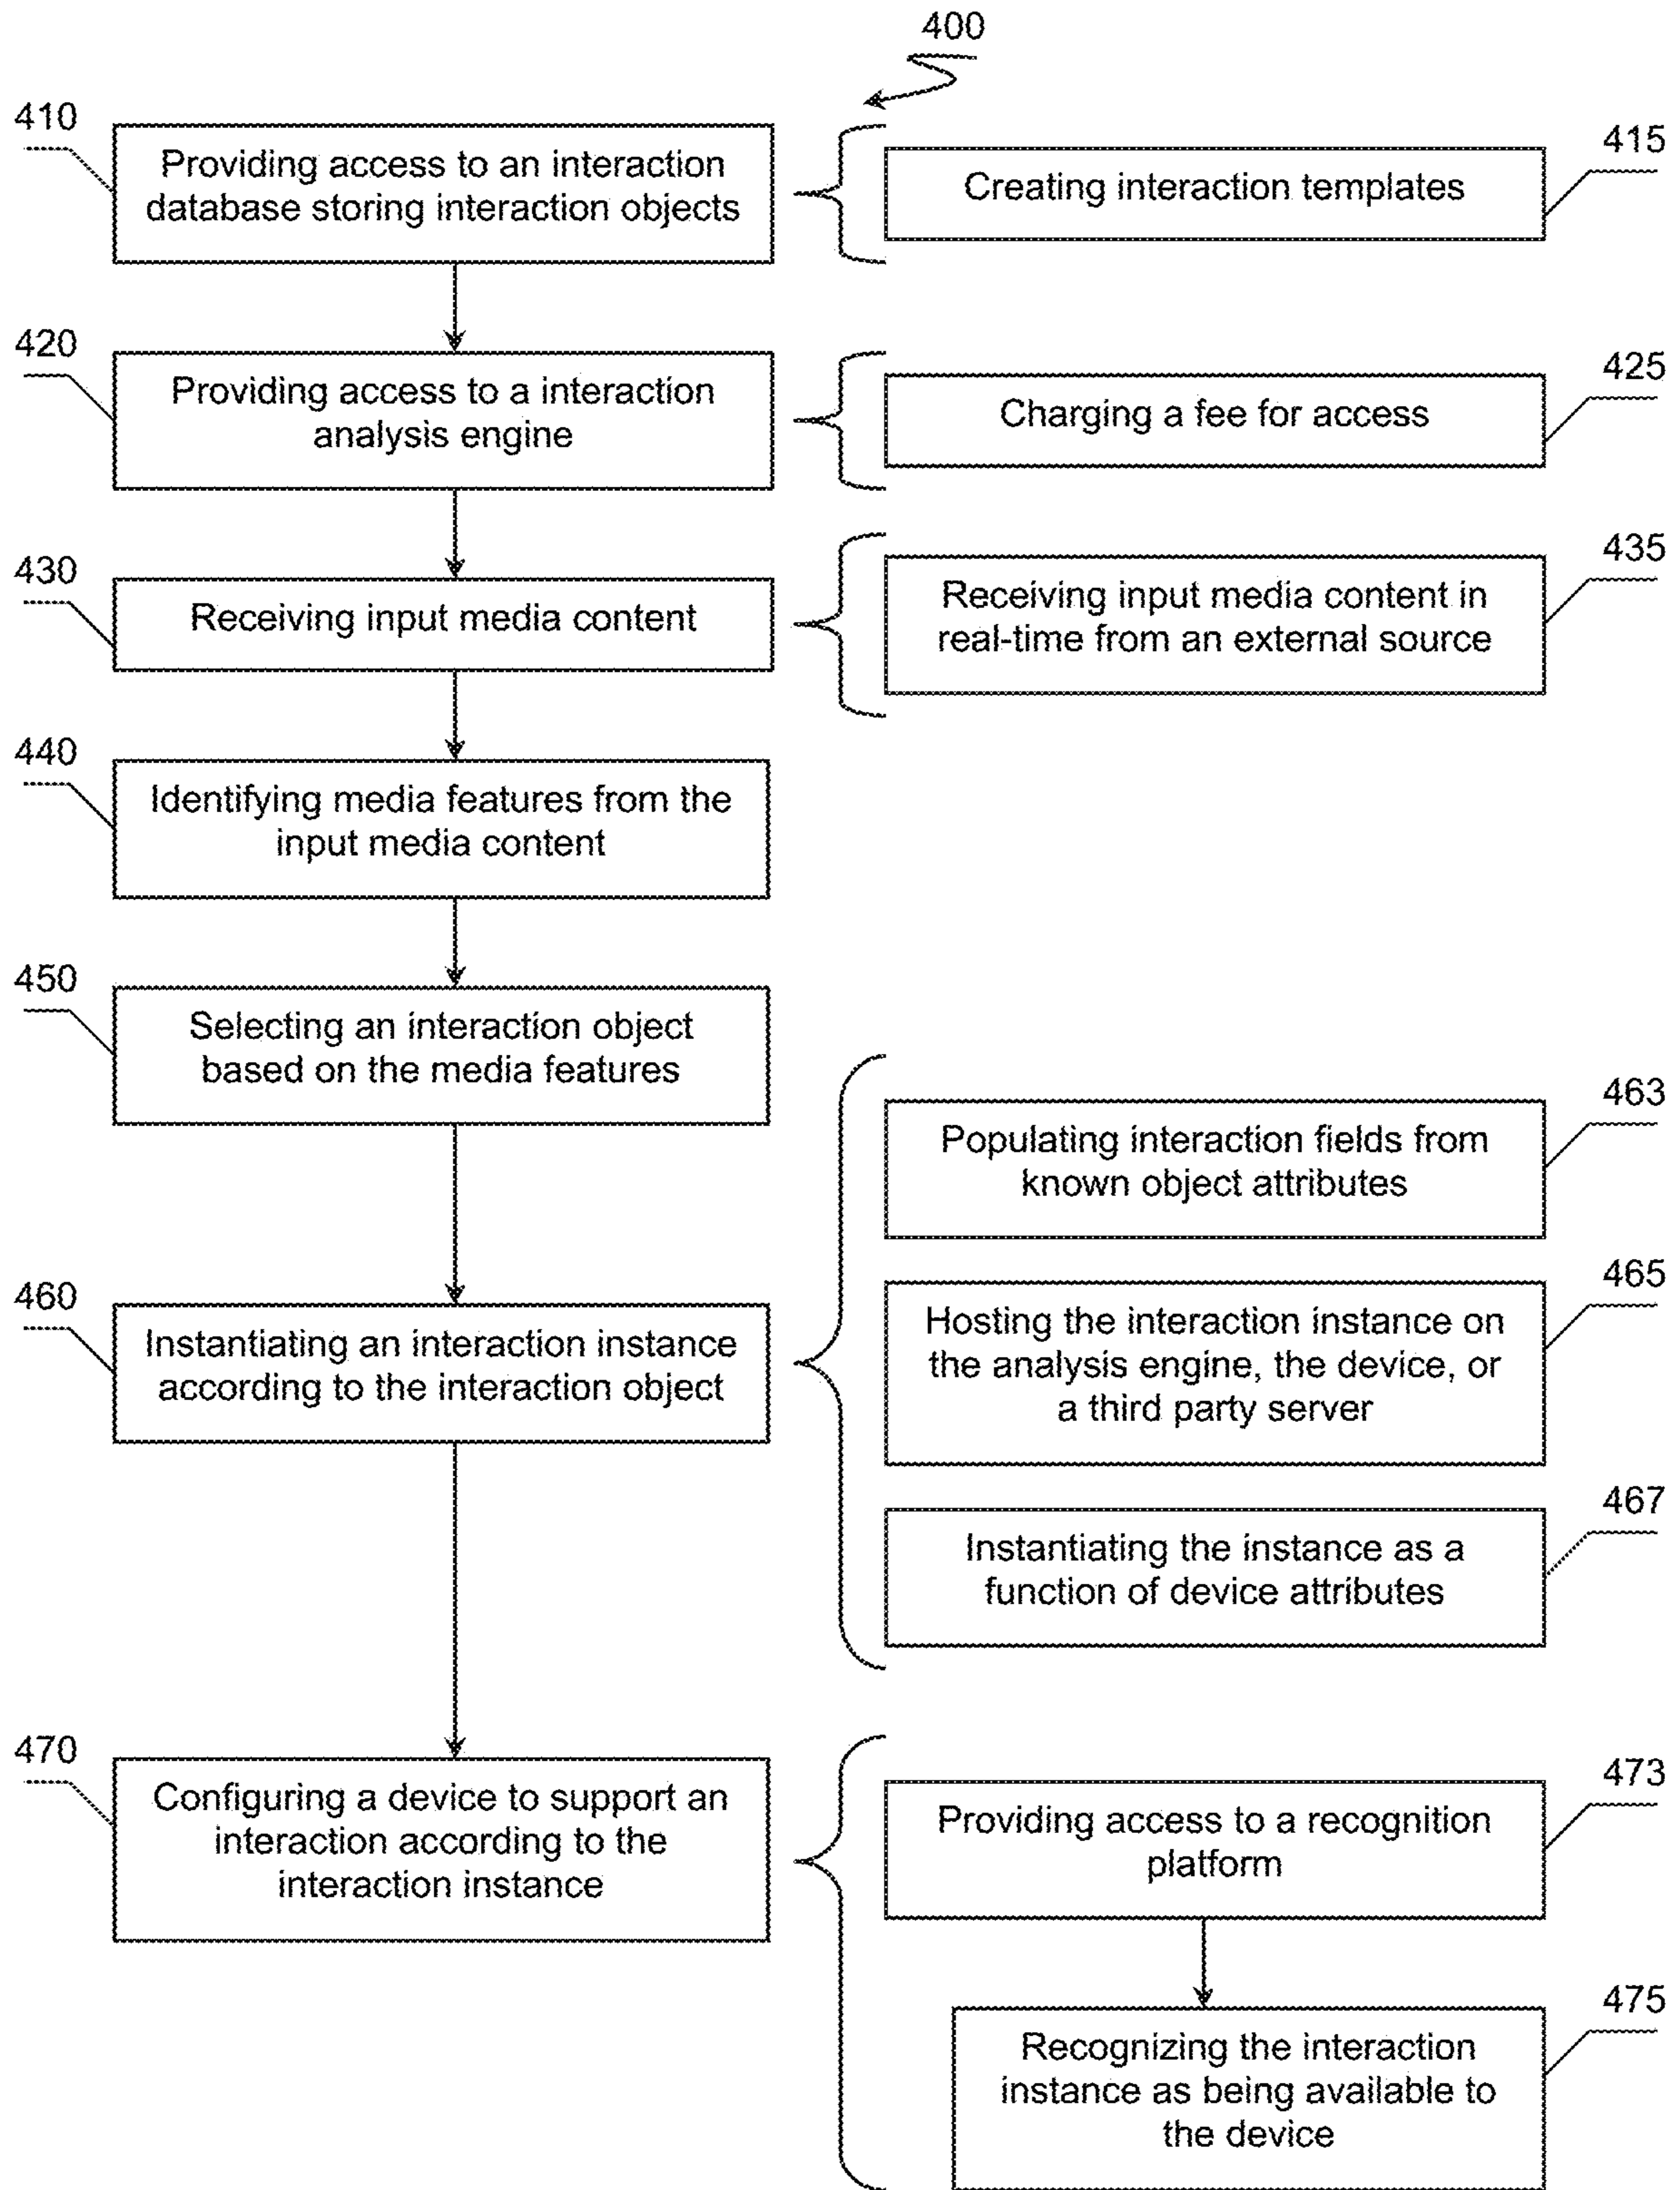 400
410
Providing access to an interaction
database storing interaction objects
415
Creating interaction templates
420
Providing access to a interaction
analysis engine
425
Charging a fee for access
430
Receiving input media content
435
Receiving input media content in
real-time from an external source
440
Identifying media features from the
input media content
450
Selecting an interaction object
based on the media features
460
Instantiating an interaction instance
according to the interaction object
463
Populating interaction fields from
known object attributes
465
Hosting the interaction instance on
the analysis engine, the device, or
a third party server
467
Instantiating the instance as a
function of device attributes
470
Configuring a device to support an
interaction according to the
interaction instance
473
Providing access to a recognition
platform
475
Recognizing the interaction
instance as being available to
the device